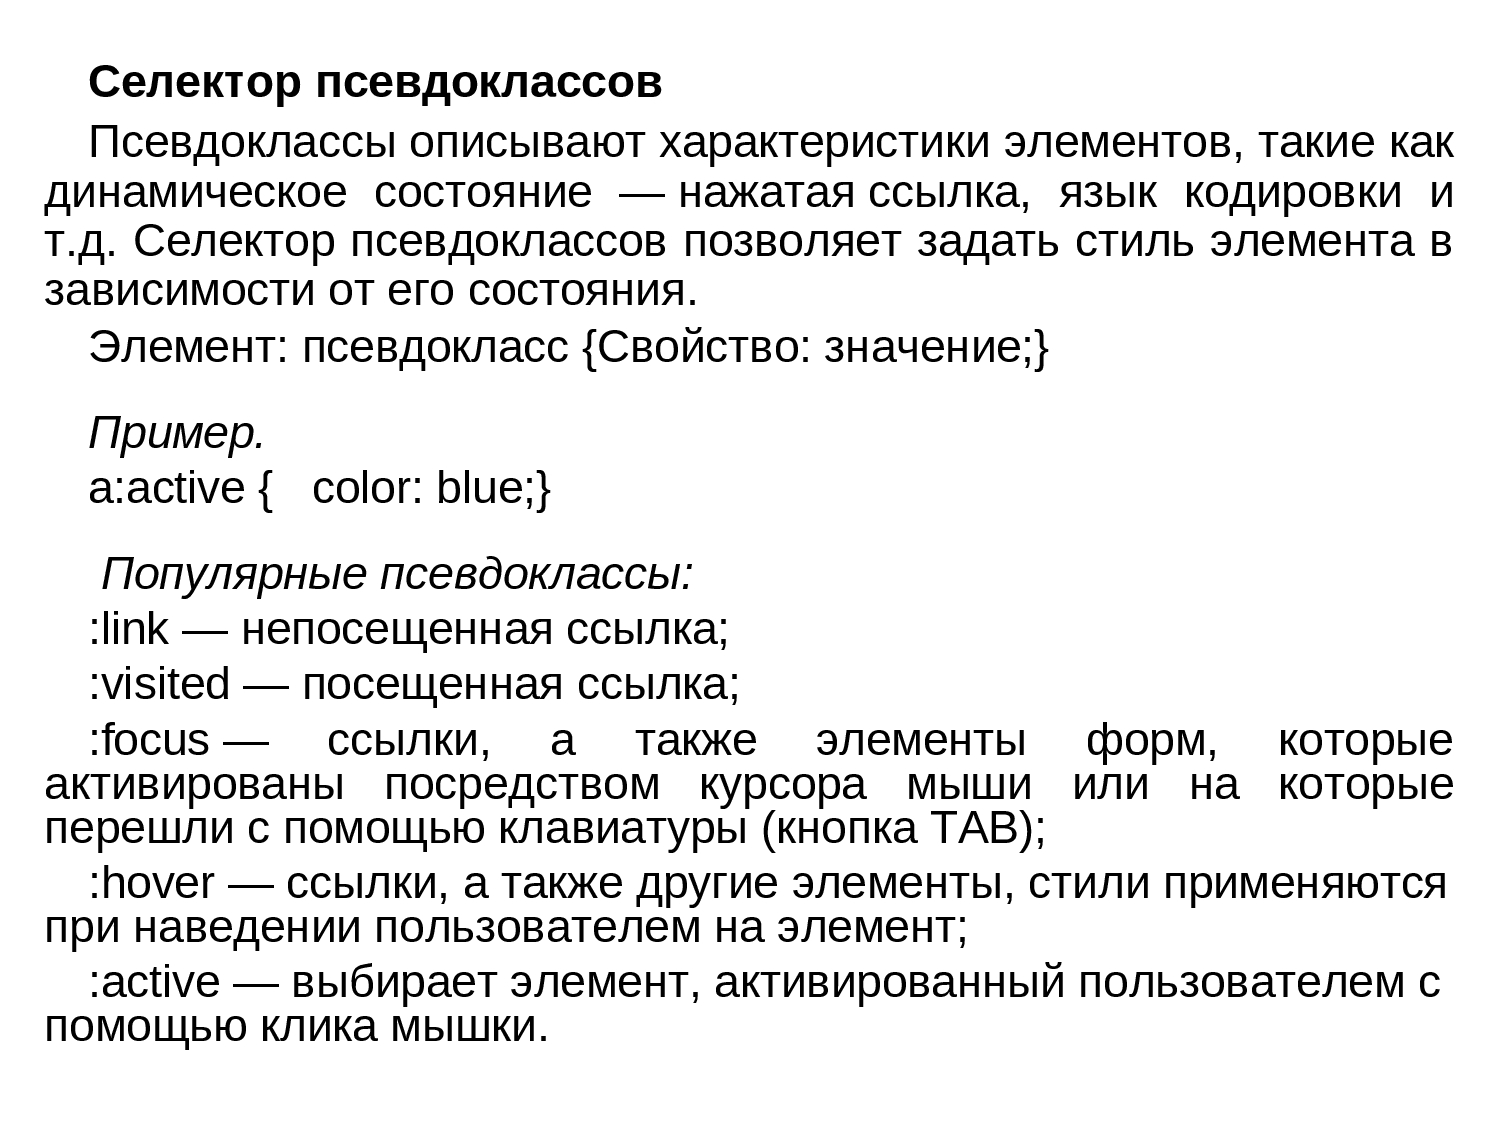 Селектор псевдоклассов
Псевдоклассы описывают характеристики элементов, такие как
динамическое состояние — нажатая ссылка, язык кодировки и
т.д. Селектор псевдоклассов позволяет задать стиль элемента в
зависимости от его состояния.
Элемент: псевдокласс {Свойство: значение;}
Пример.
a:active {   color: blue;}
Популярные псевдоклассы:
:link — непосещенная ссылка;
:visited — посещенная ссылка;
:focus — ссылки, а также элементы форм, которые
активированы посредством курсора мыши или на которые
перешли с помощью клавиатуры (кнопка TAB);
:hover — ссылки, а также другие элементы, стили применяются
при наведении пользователем на элемент;
:active — выбирает элемент, активированный пользователем с
помощью клика мышки.